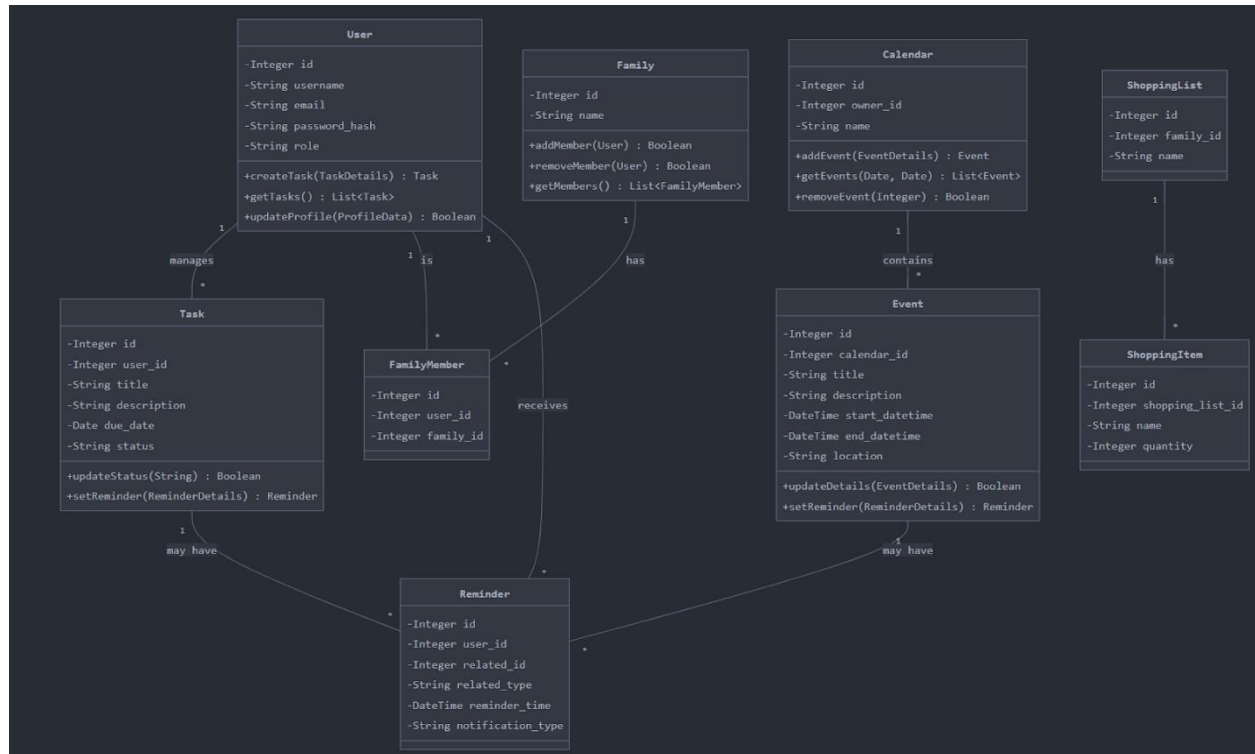 User
-Integer id
-String username
-String email
-String password_hash
-String role
+createTask(TaskDetails) : Task
+getTasks() : List<Task>
+updateProfile(ProfileData) : Boolean
Family
-Integer id
-String name
+addMember(User) : Boolean
+removeMember(User) : Boolean
+getMembers() : List<FamilyMember>
Calendar
-Integer id
-Integer owner_id
-String name
+addEvent(EventDetails) : Event
+getEvents(Date, Date) : List<Event>
+removeEvent(Integer) : Boolean
ShoppingList
-Integer id
-Integer family_id
-String name
1
manages
*
1
is
*
1
receives
*
1
has
*
1
contains
*
1
has
*
Task
-Integer id
-Integer user_id
-String title
-String description
-Date due_date
-String status
+updateStatus(String) : Boolean
+setReminder(ReminderDetails) : Reminder
FamilyMember
-Integer id
-Integer user_id
-Integer family_id
Event
-Integer id
-Integer calendar_id
-String title
-String description
-DateTime start_datetime
-DateTime end_datetime
-String location
+updateDetails(EventDetails) : Boolean
+setReminder(ReminderDetails) : Reminder
ShoppingItem
-Integer id
-Integer shopping_list_id
-String name
-Integer quantity
1
may have
*
1
may have
*
Reminder
-Integer id
-Integer user_id
-Integer related_id
-String related_type
-DateTime reminder_time
-String notification_type